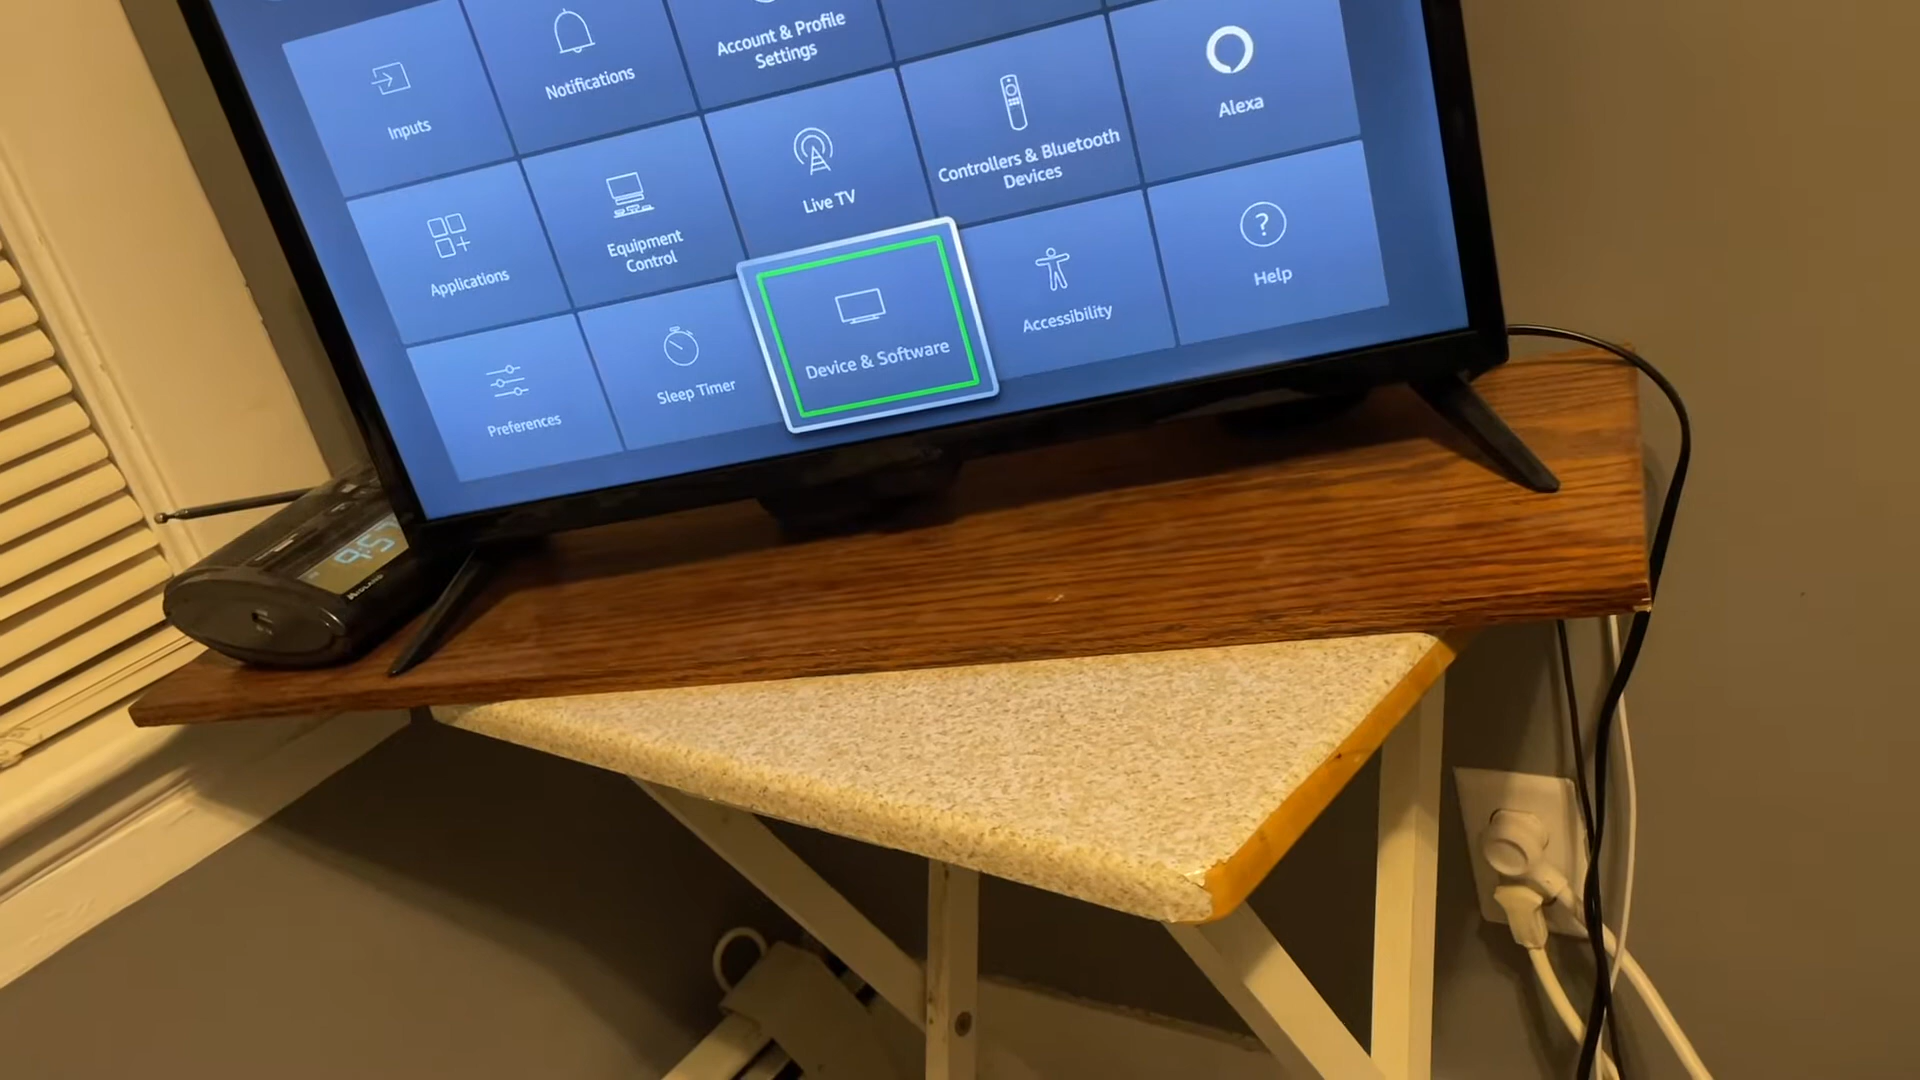 Inputs
Notifications
Account & Profile
Settings
Applications
Equipment
Control
Live TV
Controllers & Bluetooth
Devices
Alexa
Preferences
Sleep Timer
Device & Software
Accessibility
?
Help
9:57
MIDLAND